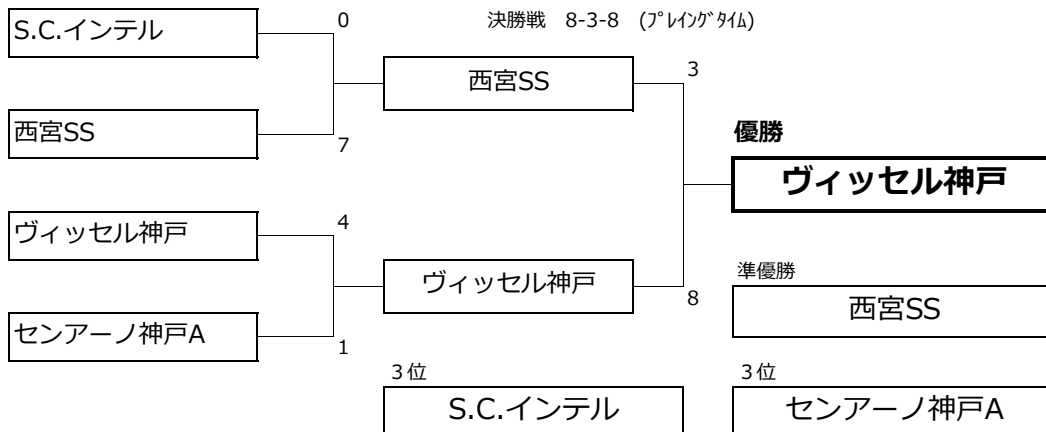 S.C.インテル
0
決勝戦 8-3-8 (ﾌﾟﾚｲﾝｸﾞﾀｲﾑ)
西宮SS
3
西宮SS
7
優勝
ヴィッセル神戸
ヴィッセル神戸
4
ヴィッセル神戸
8
準優勝
西宮SS
センアーノ神戸A
1
3位
S.C.インテル
3位
センアーノ神戸A